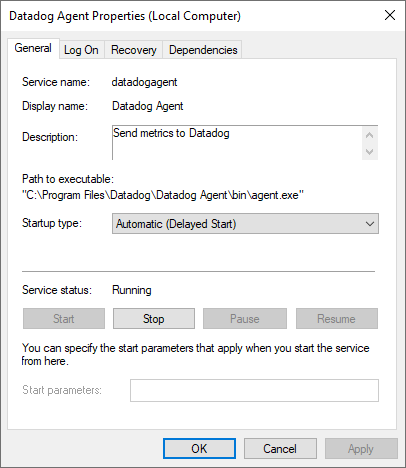 Datadog Agent Properties (Local Computer)
General Log On Recovery Dependencies
Service name: datadogagent
Display name: Datadog Agent
Description: Send metrics to Datadog
Path to executable:
"C:\Program Files\Datadog\Datadog Agent\bin\agent.exe"
Startup type: Automatic (Delayed Start)
Service status: Running
Start Stop Pause Resume
You can specify the start parameters that apply when you start the service
from here.
Start parameters:
OK Cancel Apply